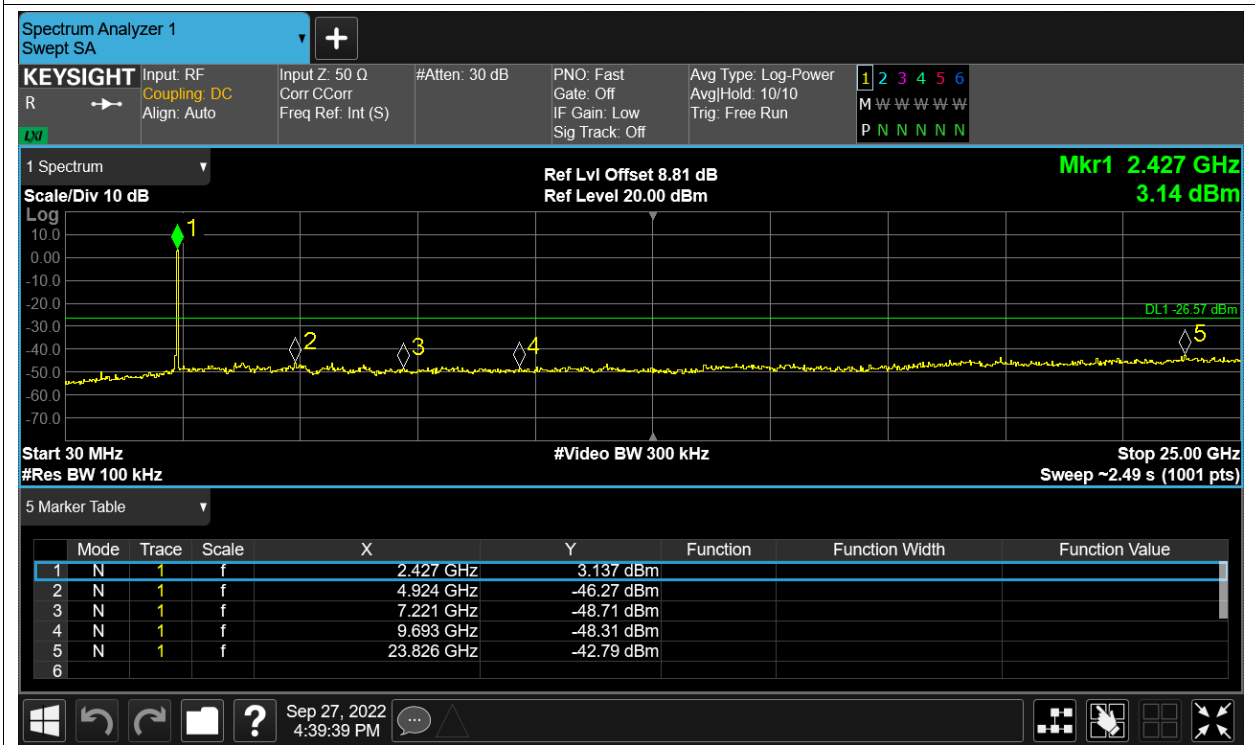 Spectrum Analyzer 1
Swept SA
+
KEYSIGHT Input: RF Input Z: 50 Ω #Atten: 30 dB PNO: Fast Avg Type: Log-Power 1 2 3 4 5 6
R Coupling: DC Corr CCorr Gate: Off Avg|Hold: 10/10 M W W W W W
Align: Auto Freq Ref: Int (S) IF Gain: Low Trig: Free Run
LXI Sig Track: Off P N N N N N
1 Spectrum Ref Lvl Offset 8.81 dB Mkr1 2.427 GHz
Scale/Div 10 dB Ref Level 20.00 dBm 3.14 dBm
Log
10.0 1
0.00
-10.0
-20.0
DL1 -26.57 dBm
-30.0
-40.0 2 3 4 5
-50.0
-60.0
-70.0
Start 30 MHz #Video BW 300 kHz Stop 25.00 GHz
#Res BW 100 kHz Sweep ~2.49 s (1001 pts)
5 Marker Table
Mode Trace Scale X Y Function Function Width Function Value
1 N 1 f 2.427 GHz 3.137 dBm
2 N 1 f 4.924 GHz -46.27 dBm
3 N 1 f 7.221 GHz -48.71 dBm
4 N 1 f 9.693 GHz -48.31 dBm
5 N 1 f 23.826 GHz -42.79 dBm
6
? Sep 27, 2022
4:39:39 PM